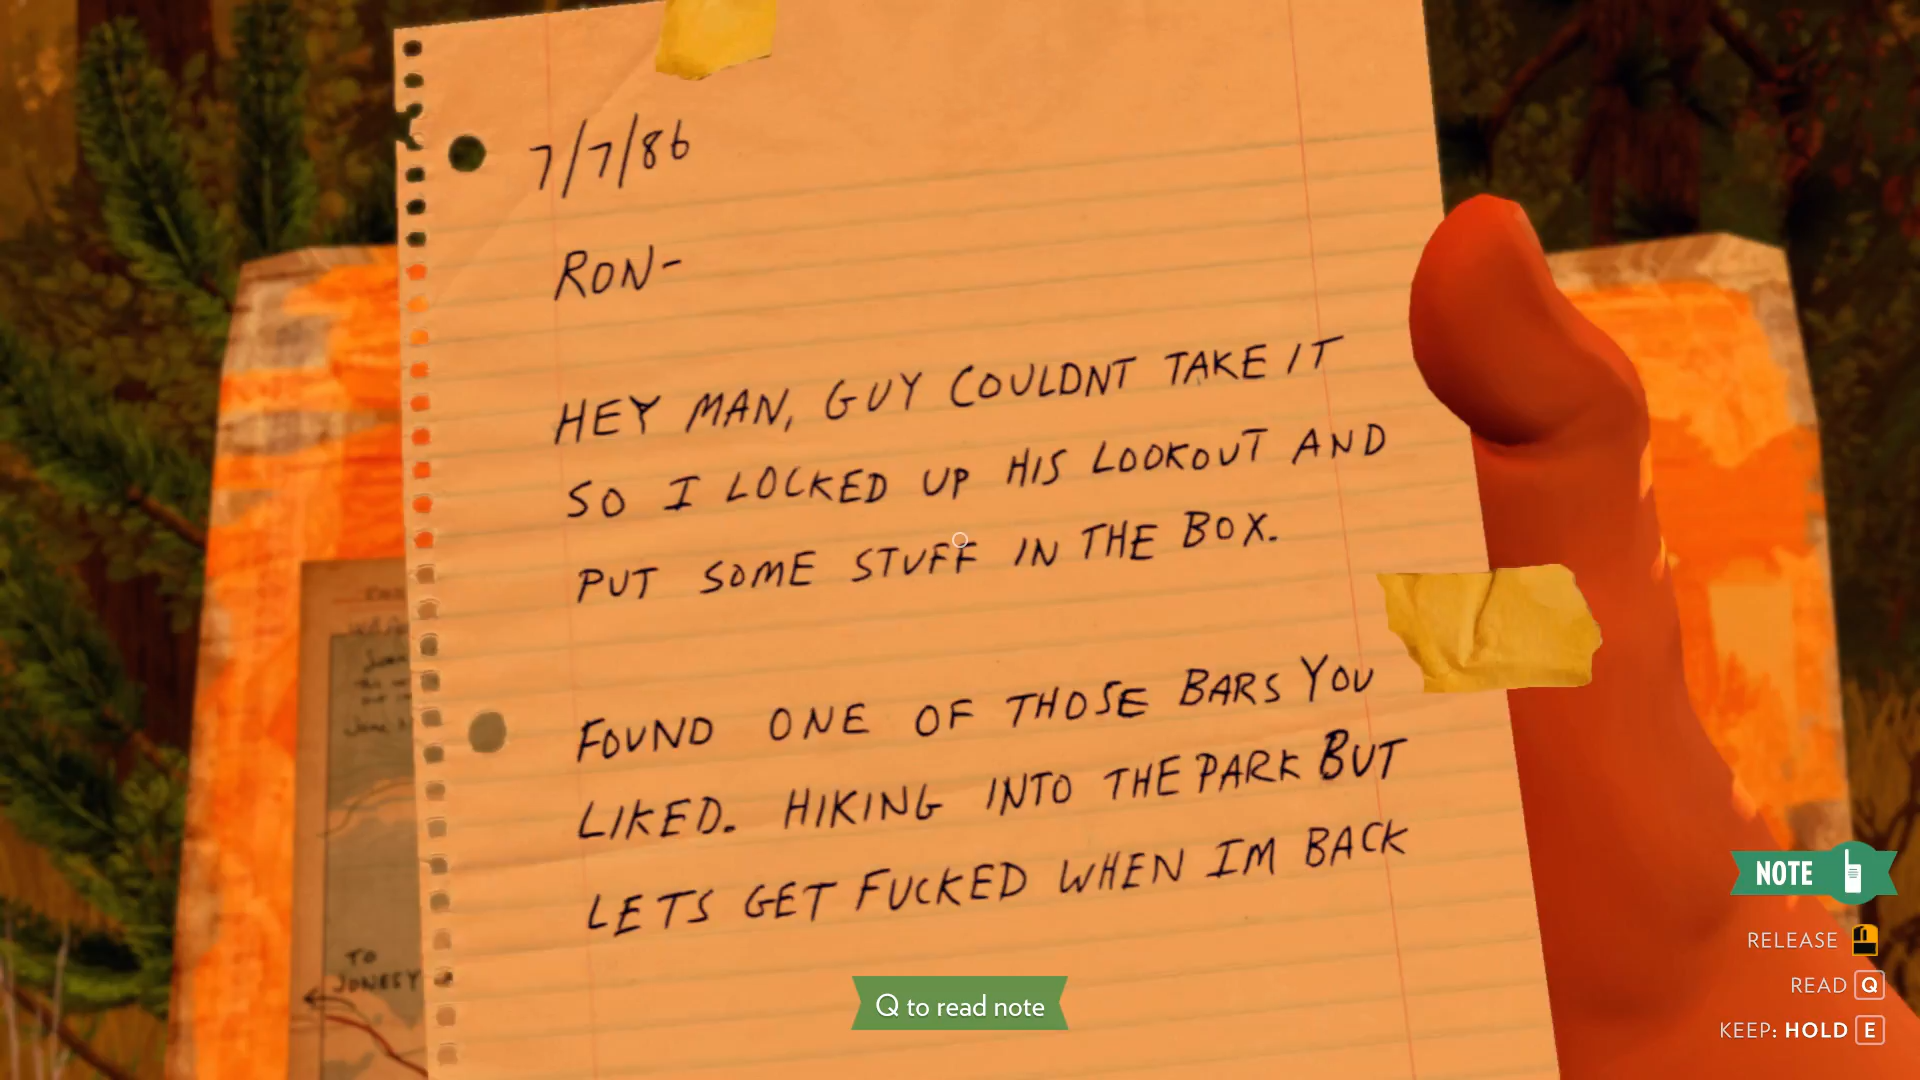 7/7/86
RON-
HEY MAN, GUY COULDNT TAKE IT
SO I LOCKED UP HIS LOOKOUT AND
PUT SOME STUFF IN THE BOX.
FOUND ONE OF THOSE BARS YOU
LIKED. HIKING INTO THE PARK BUT
LETS GET FUCKED WHEN IM BACK
TO
JONESY
NOTE
RELEASE
READ Q
KEEP: HOLD E
Q to read note